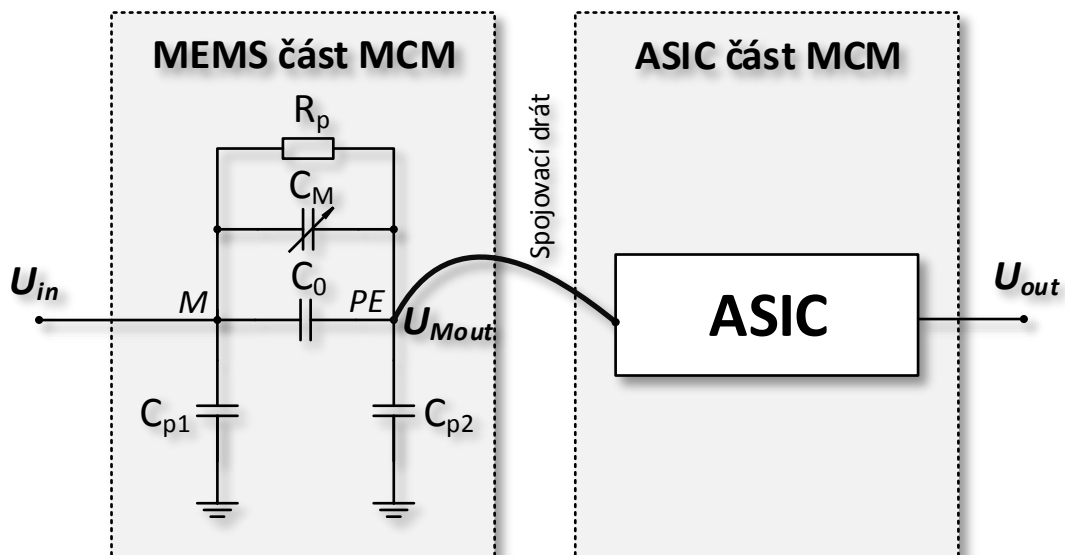 MEMS část MCM
ASIC část MCM
Rp
CM
C0
Spojovací drát
Uin
M
PE
UMout
ASIC
Uout
Cp1
Cp2